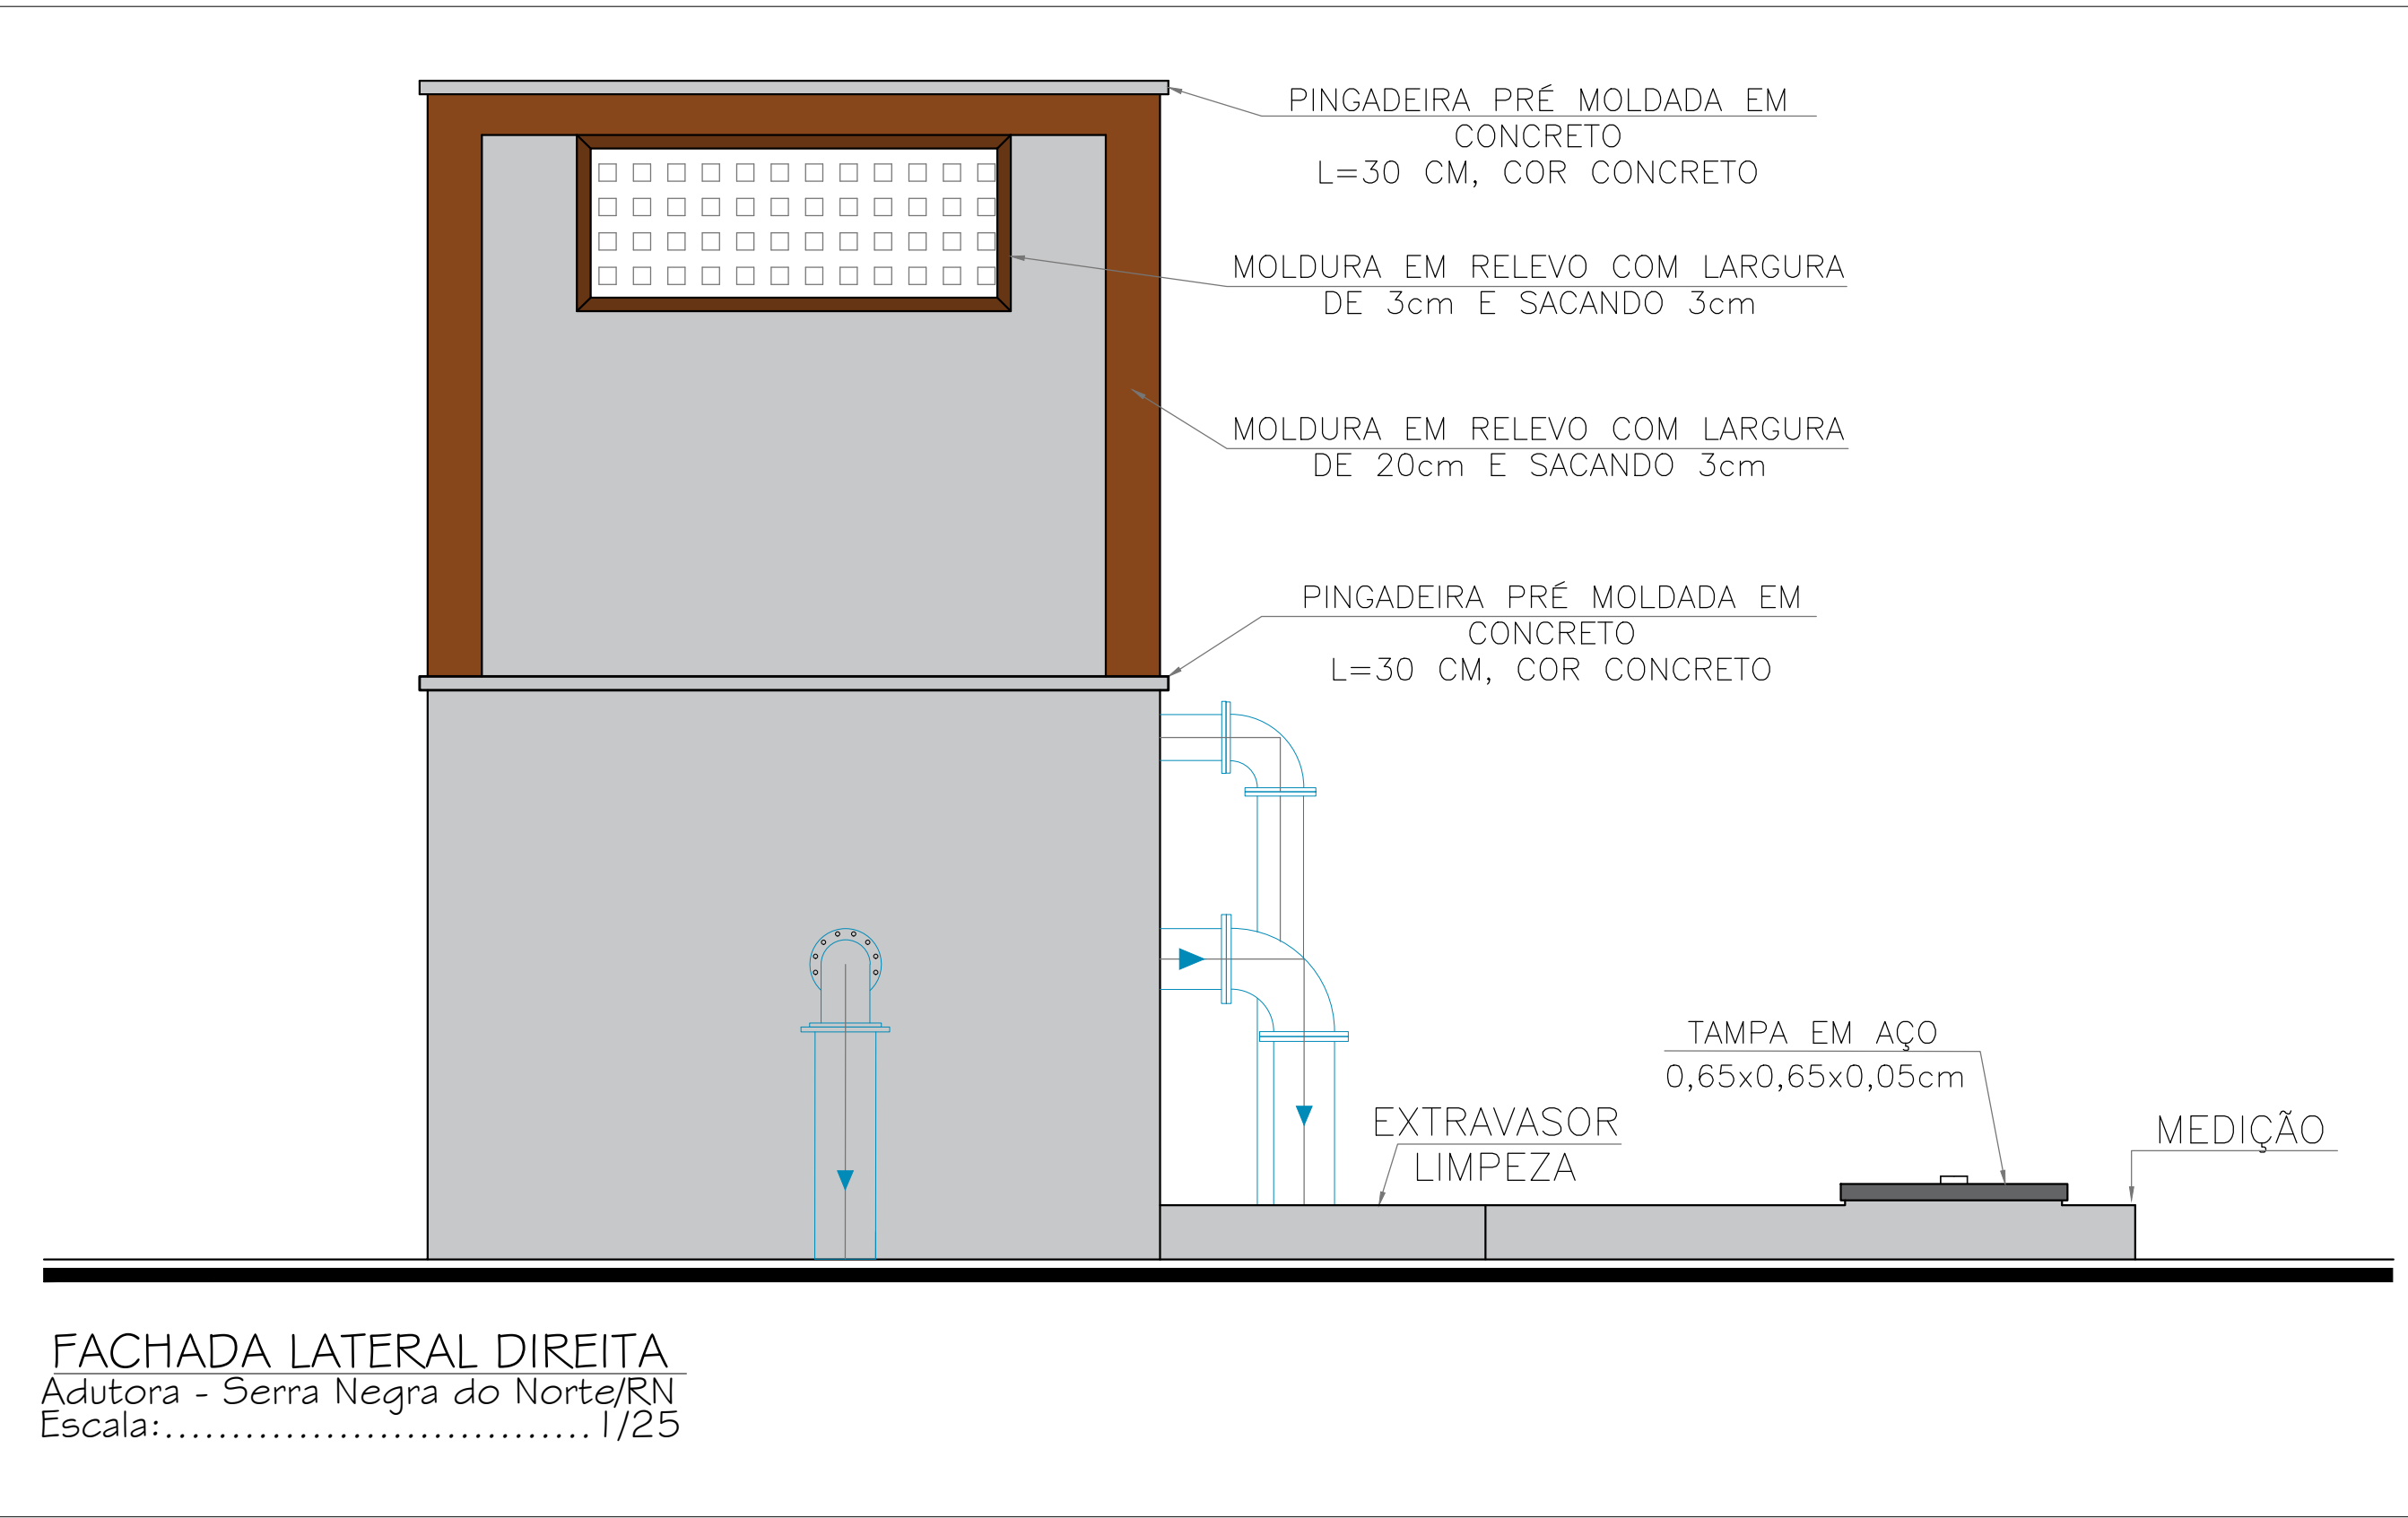 PINGADEIRA PRÉ MOLDADA EM
CONCRETO
L=30 CM, COR CONCRETO
MOLDURA EM RELEVO COM LARGURA
DE 3cm E SACANDO 3cm
MOLDURA EM RELEVO COM LARGURA
DE 20cm E SACANDO 3cm
PINGADEIRA PRÉ MOLDADA EM
CONCRETO
L=30 CM, COR CONCRETO
TAMPA EM AÇO
0,65x0,65x0,05cm
EXTRAVASOR
LIMPEZA
MEDIÇÃO
FACHADA LATERAL DIREITA
Adutora - Serra Negra do Norte/RN
Escala:................................1/25